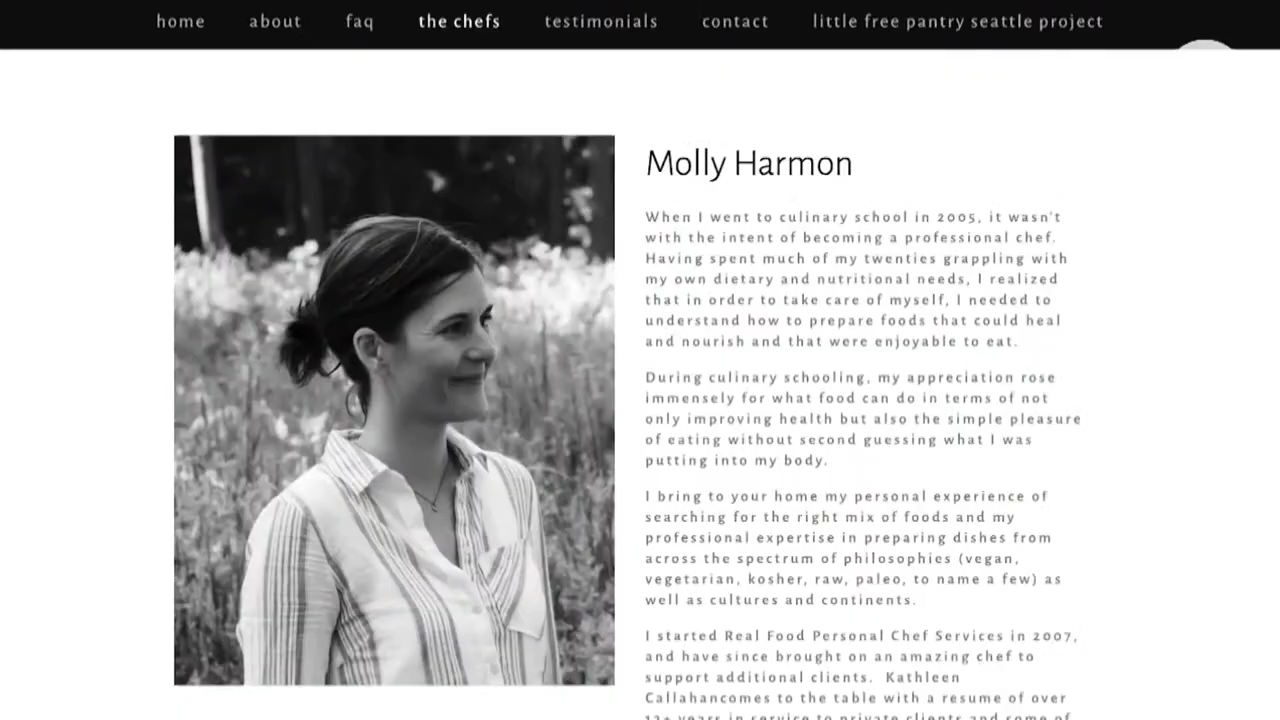 home about faq the chefs testimonials contact little free pantry seattle project
Molly Harmon
When I went to culinary school in 2005, it wasn't
with the intent of becoming a professional chef.
Having spent much of my twenties grappling with
my own dietary and nutritional needs, I realized
that in order to take care of myself, I needed to
understand how to prepare foods that could heal
and nourish and that were enjoyable to eat.
During culinary schooling, my appreciation rose
immensely for what food can do in terms of not
only improving health but also the simple pleasure
of eating without second guessing what I was
putting into my body.
I bring to your home my personal experience of
searching for the right mix of foods and my
professional expertise in preparing dishes from
across the spectrum of philosophies (vegan,
vegetarian, kosher, raw, paleo, to name a few) as
well as cultures and continents.
I started Real Food Personal Chef Services in 2007,
and have since brought on an amazing chef to
support additional clients. Kathleen
Callahancomes to the table with a resume of over
years in service to private clients and some of